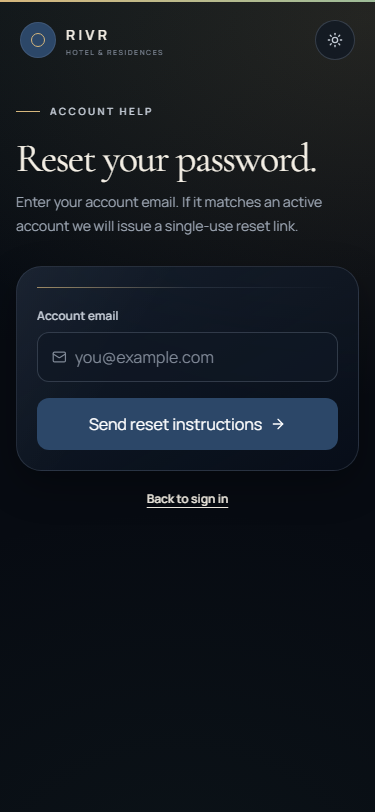 RIVR
HOTEL & RESIDENCES
ACCOUNT HELP
Reset your password.
Enter your account email. If it matches an active
account we will issue a single-use reset link.
Account email
you@example.com
Send reset instructions →
Back to sign in